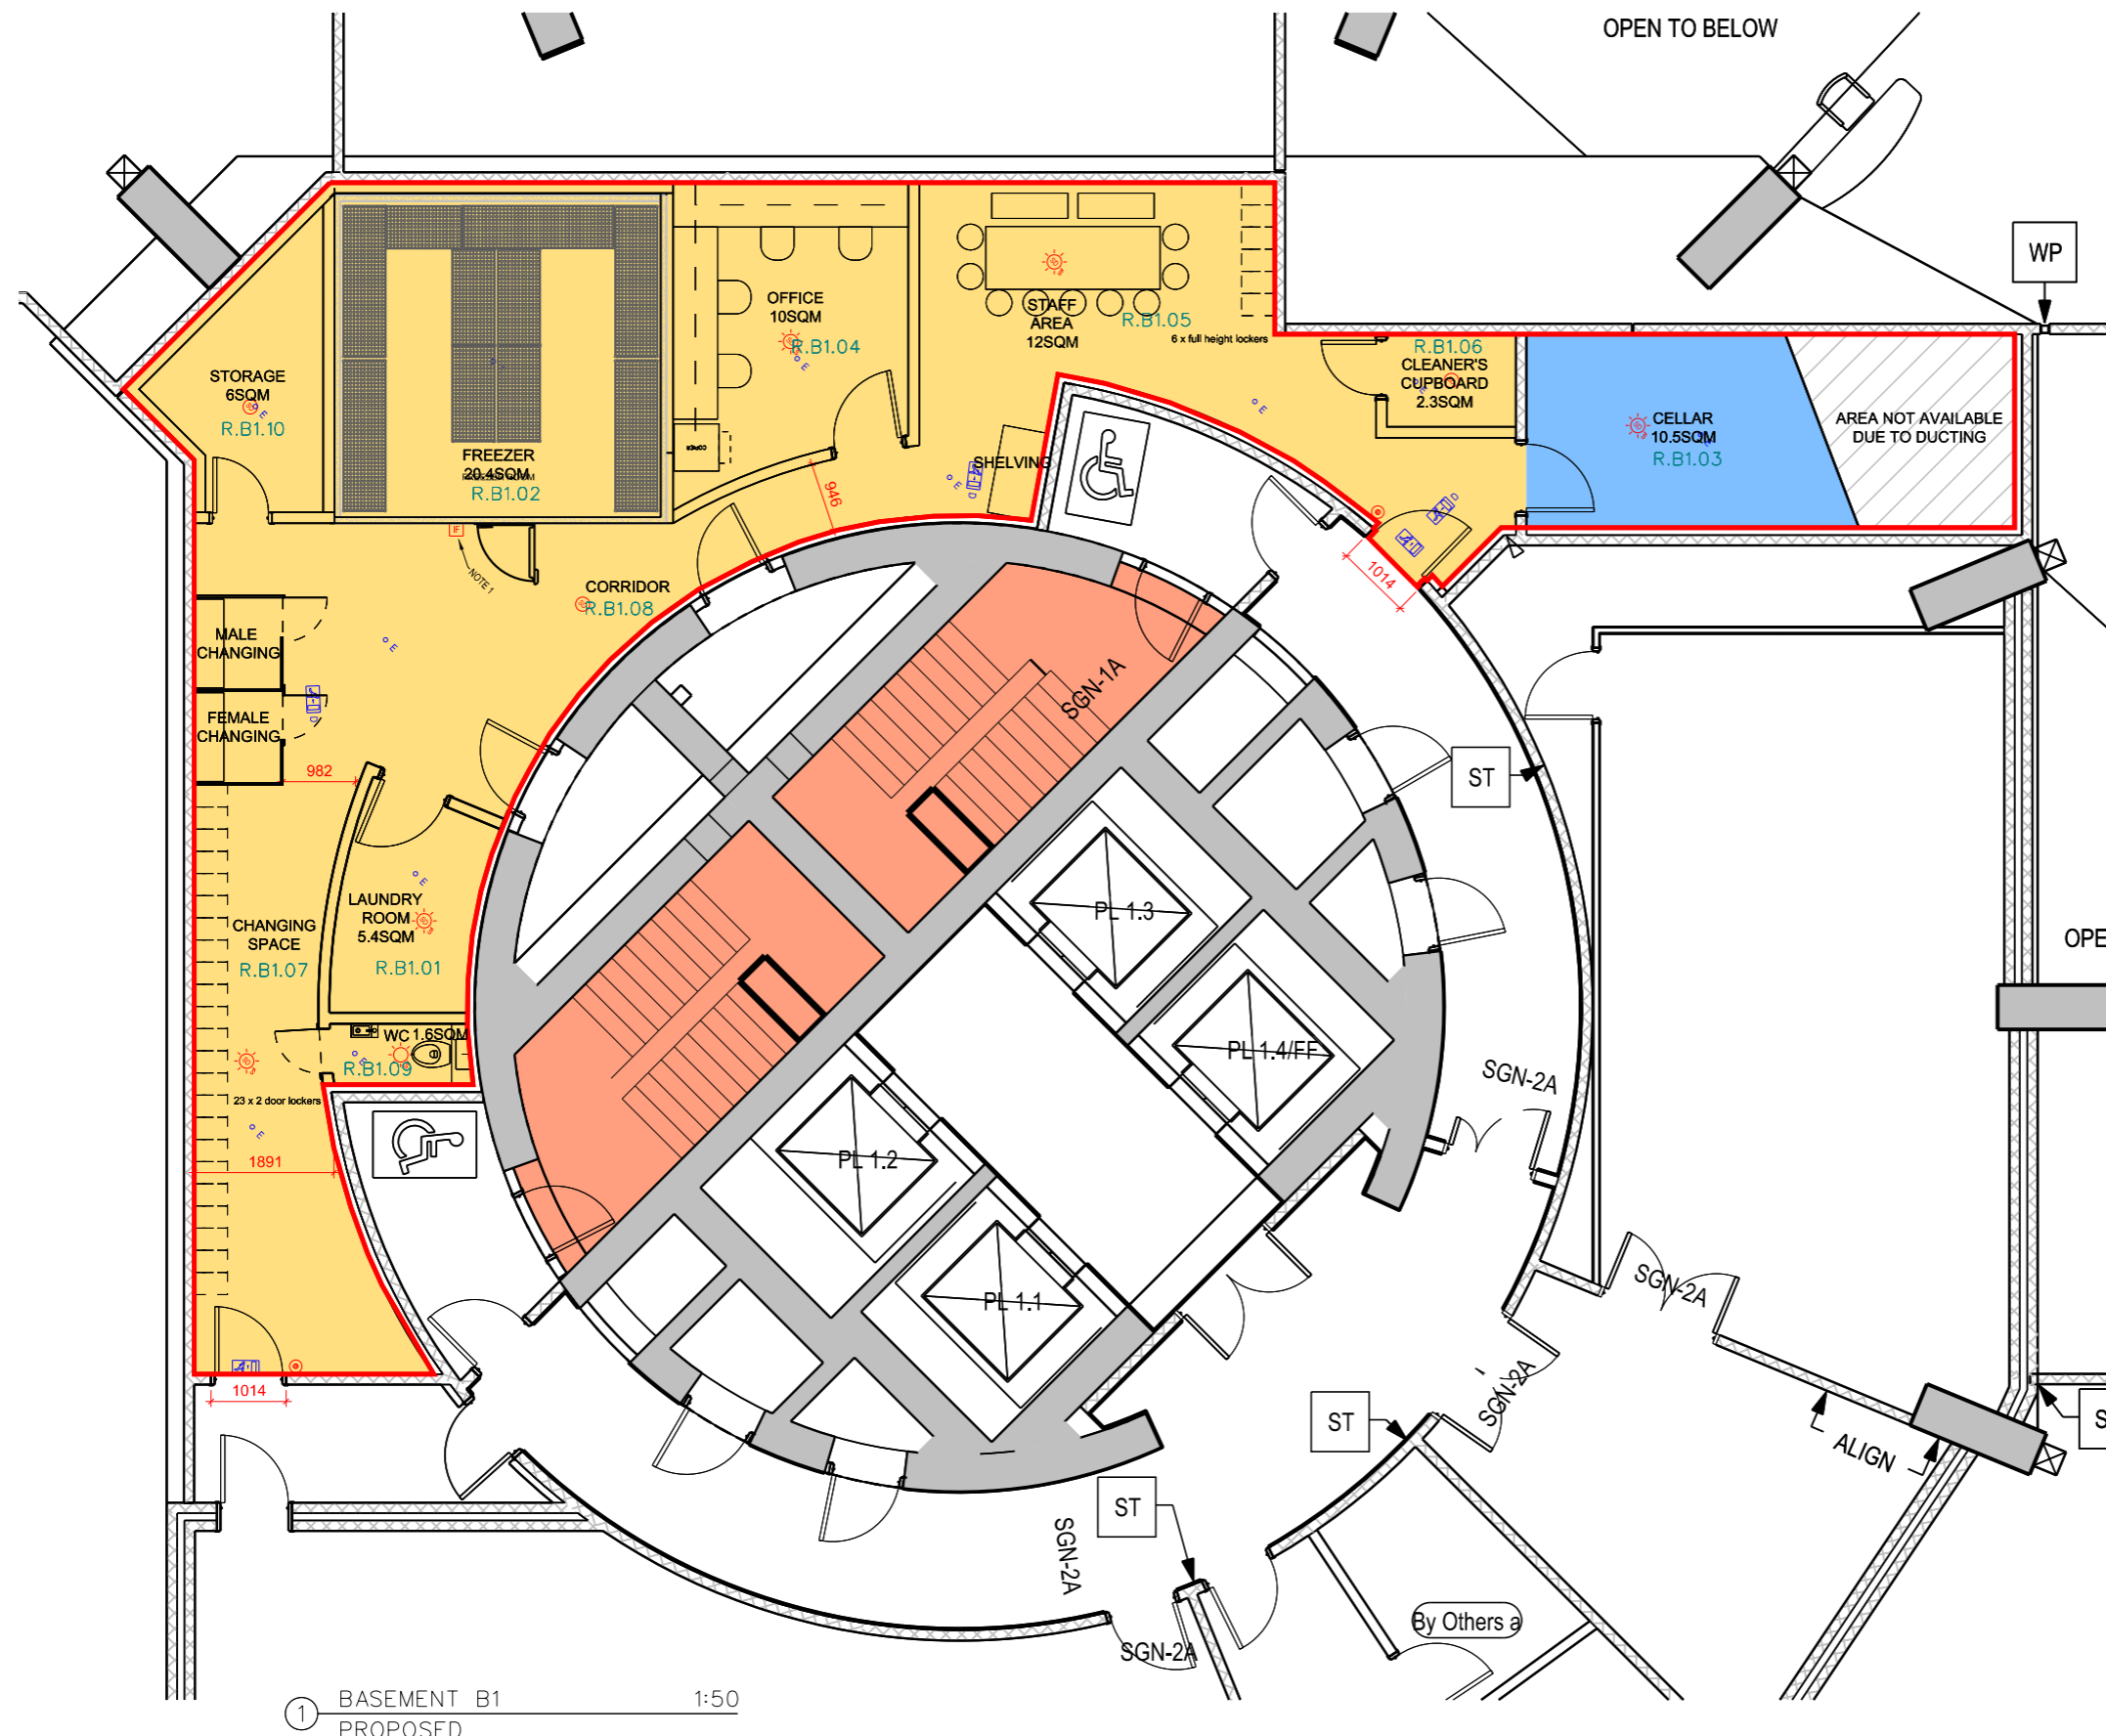 OPEN TO BELOW
WP
OFFICE
10SQM
R.B1.04
STAFF
AREA
12SQM
R.B1.05
6 x full height lockers
R.B1.06
CLEANER'S
CUPBOARD
2.3SQM
STORAGE
6SQM
R.B1.10
CELLAR
10.5SQM
R.B1.03
AREA NOT AVAILABLE
DUE TO DUCTING
FREEZER
20.4SQM
FREEZER ROOM
R.B1.02
COPIER
SHELVING
946
1014
NOTE 1
CORRIDOR
R.B1.08
MALE
CHANGING
FEMALE
CHANGING
982
SGN-1A
ST
LAUNDRY
ROOM
5.4SQM
R.B1.01
CHANGING
SPACE
R.B1.07
PL 1.3
OPE
WC 1.6SQM
R.B1.09
PL 1.4/FF
SGN-2A
23 x 2 door lockers
1891
PL 1.2
PL 1.1
SGN-2A
SGN-2A
1014
ST
S
ALIGN
ST
SGN-2A
By Others a
SGN-2A
1
BASEMENT B1 1:50
PROPOSED